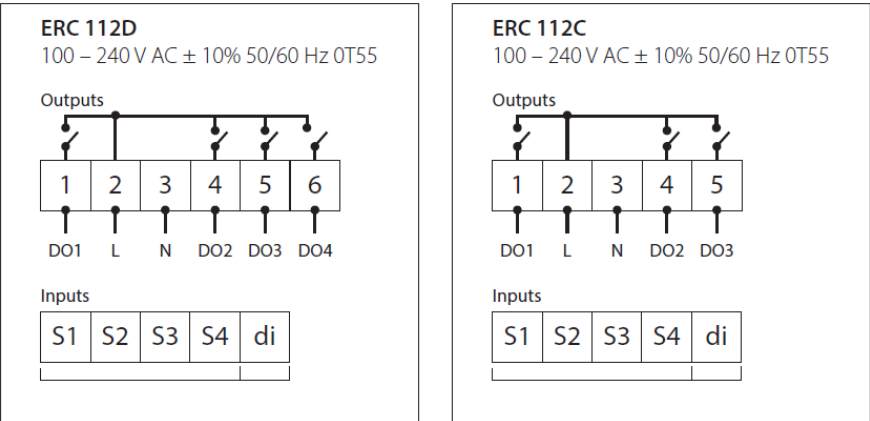 ERC 112D
100 – 240 V AC ± 10% 50/60 Hz 0T55
Outputs
1 2 3 4 5 6
DO1 L N DO2 DO3 DO4
Inputs
S1 S2 S3 S4 di
ERC 112C
100 – 240 V AC ± 10% 50/60 Hz 0T55
Outputs
1 2 3 4 5
DO1 L N DO2 DO3
Inputs
S1 S2 S3 S4 di